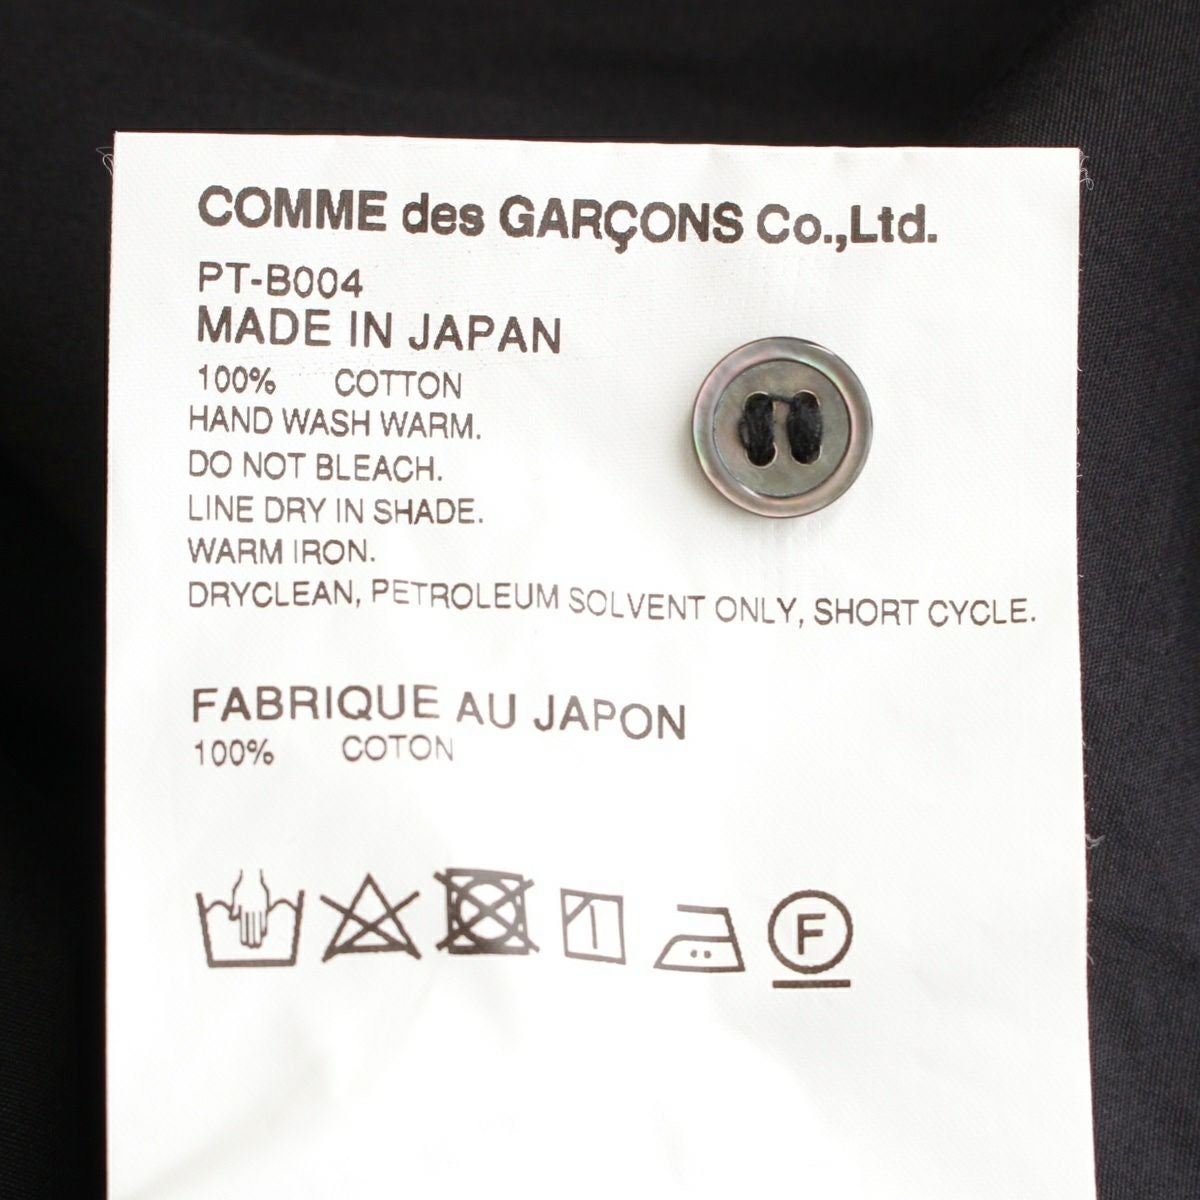 COMME des GARÇONS Co.,Ltd.
PT-B004
MADE IN JAPAN
100% COTTON
HAND WASH WARM.
DO NOT BLEACH.
LINE DRY IN SHADE.
WARM IRON.
DRYCLEAN, PETROLEUM SOLVENT ONLY, SHORT CYCLE.
FABRIQUE AU JAPON
100% COTON
F